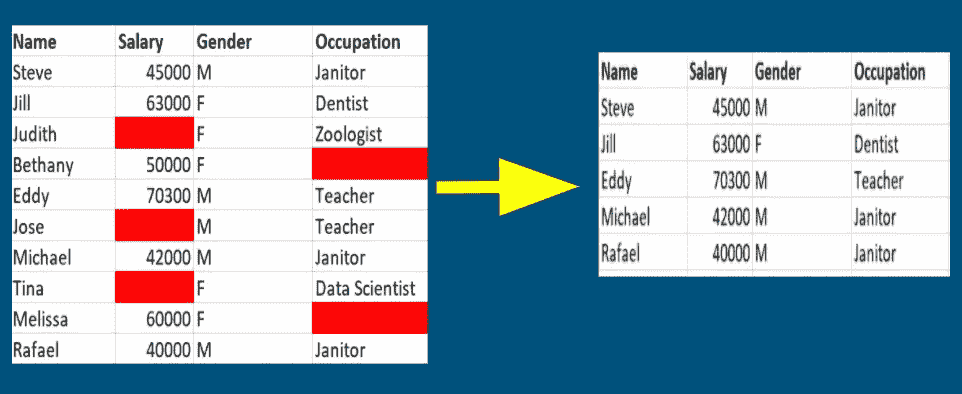 Name Salary Gender Occupation
Steve 45000 M Janitor
Jill 63000 F Dentist
Judith F Zoologist
Bethany 50000 F
Eddy 70300 M Teacher
Jose M Teacher
Michael 42000 M Janitor
Tina F Data Scientist
Melissa 60000 F
Rafael 40000 M Janitor
Name Salary Gender Occupation
Steve 45000 M Janitor
Jill 63000 F Dentist
Eddy 70300 M Teacher
Michael 42000 M Janitor
Rafael 40000 M Janitor